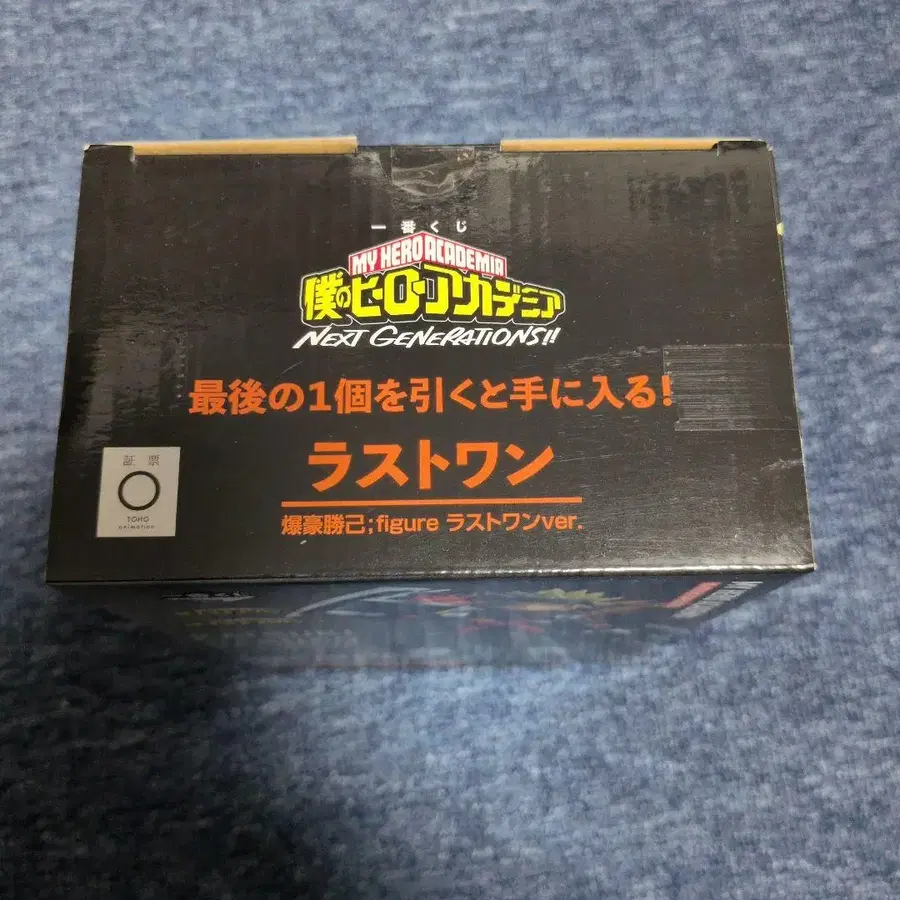 一番くじ
MY HERO ACADEMIA
僕のヒーローアカデミア
NEXT GENERATIONS!!
最後の1個を引くと手に入る!
ラストワン
爆豪勝己;figure ラストワンver.
証票
TOHO
animation